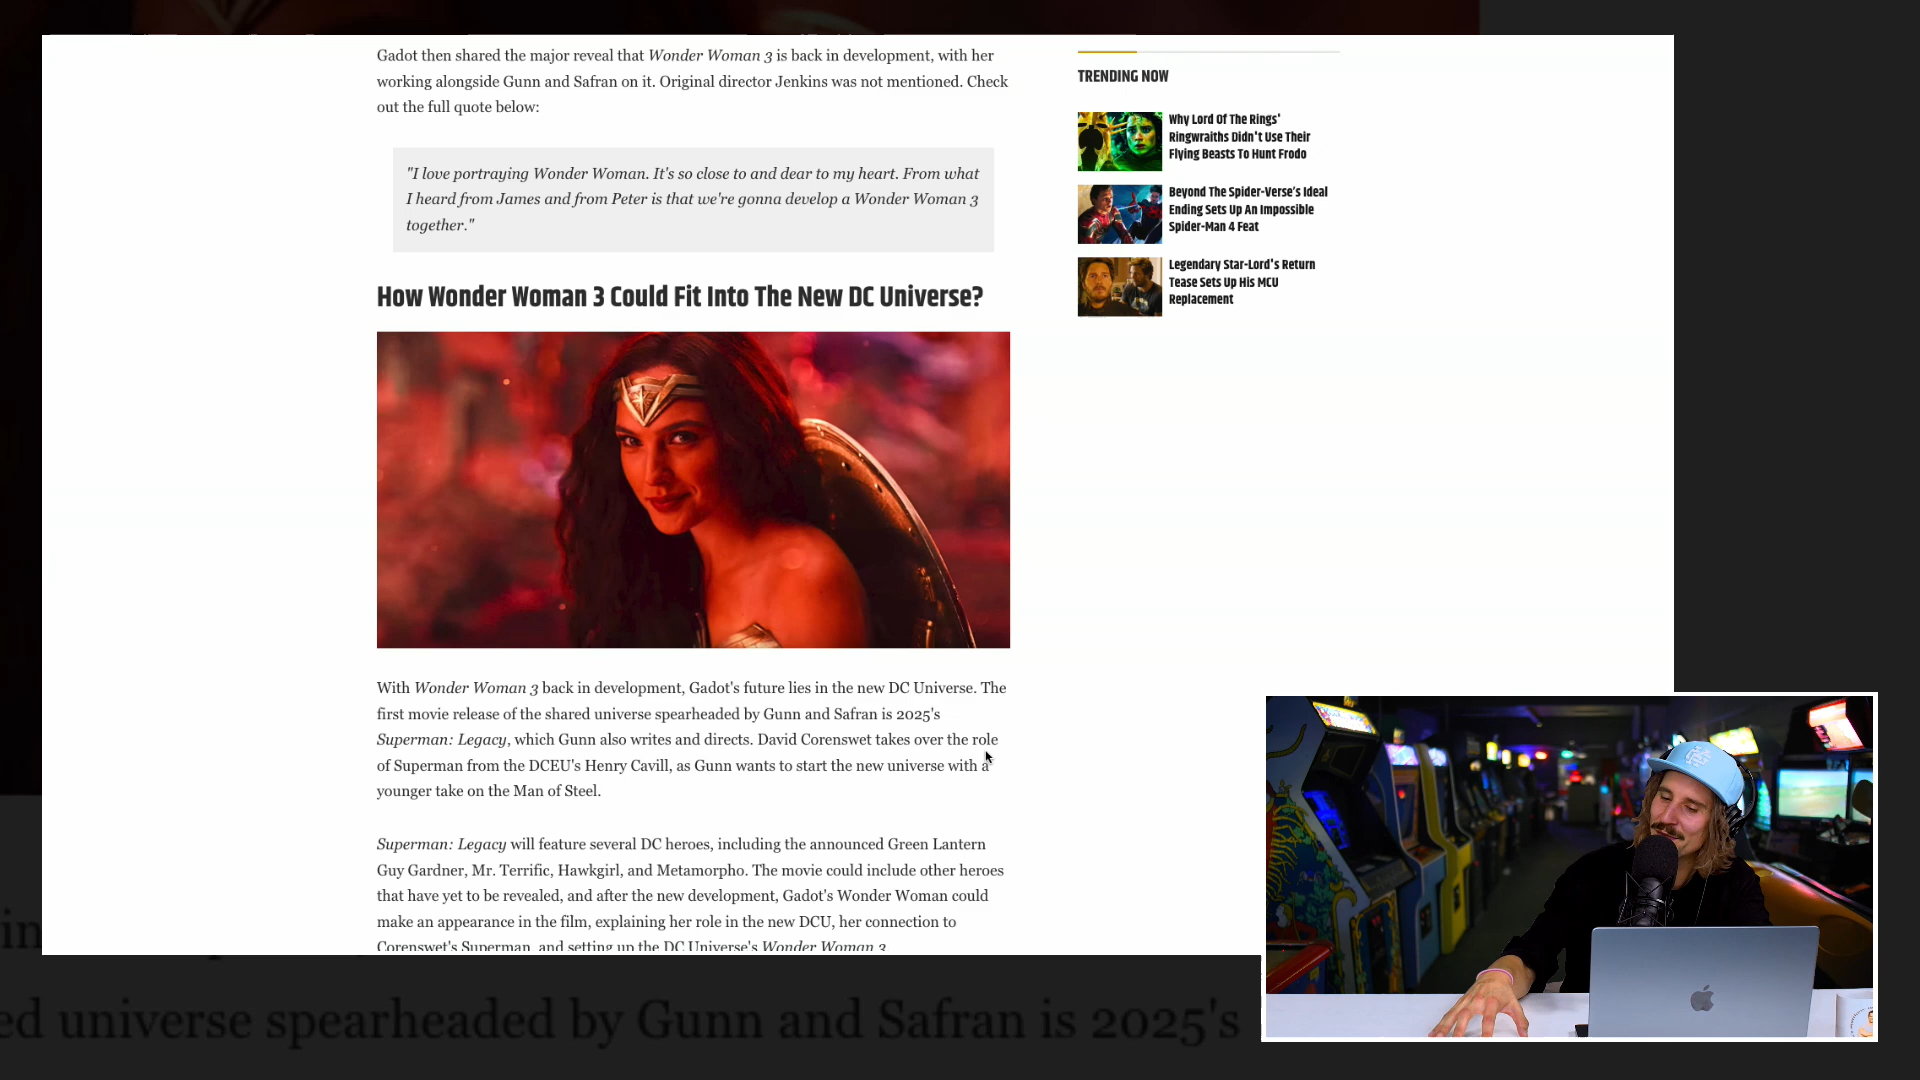 Gadot then shared the major reveal that Wonder Woman 3 is back in development, with her
working alongside Gunn and Safran on it. Original director Jenkins was not mentioned. Check
out the full quote below:
"I love portraying Wonder Woman. It's so close to and dear to my heart. From what
I heard from James and from Peter is that we're gonna develop a Wonder Woman 3
together."
How Wonder Woman 3 Could Fit Into The New DC Universe?
With Wonder Woman 3 back in development, Gadot's future lies in the new DC Universe. The
first movie release of the shared universe spearheaded by Gunn and Safran is 2025's
Superman: Legacy, which Gunn also writes and directs. David Corenswet takes over the role
of Superman from the DCEU's Henry Cavill, as Gunn wants to start the new universe with a
younger take on the Man of Steel.
Superman: Legacy will feature several DC heroes, including the announced Green Lantern
Guy Gardner, Mr. Terrific, Hawkgirl, and Metamorpho. The movie could include other heroes
that have yet to be revealed, and after the new development, Gadot's Wonder Woman could
make an appearance in the film, explaining her role in the new DCU, her connection to
Corenswet's Superman, and setting up the DC Universe's Wonder Woman 3.
TRENDING NOW
Why Lord Of The Rings'
Ringwraiths Didn't Use Their
Flying Beasts To Hunt Frodo
Beyond The Spider-Verse's Ideal
Ending Sets Up An Impossible
Spider-Man 4 Feat
Legendary Star-Lord's Return
Tease Sets Up His MCU
Replacement
in
ed universe spearheaded by Gunn and Safran is 2025's